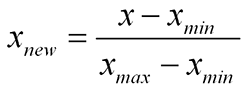 x_new = (x − x_min) / (x_max − x_min)